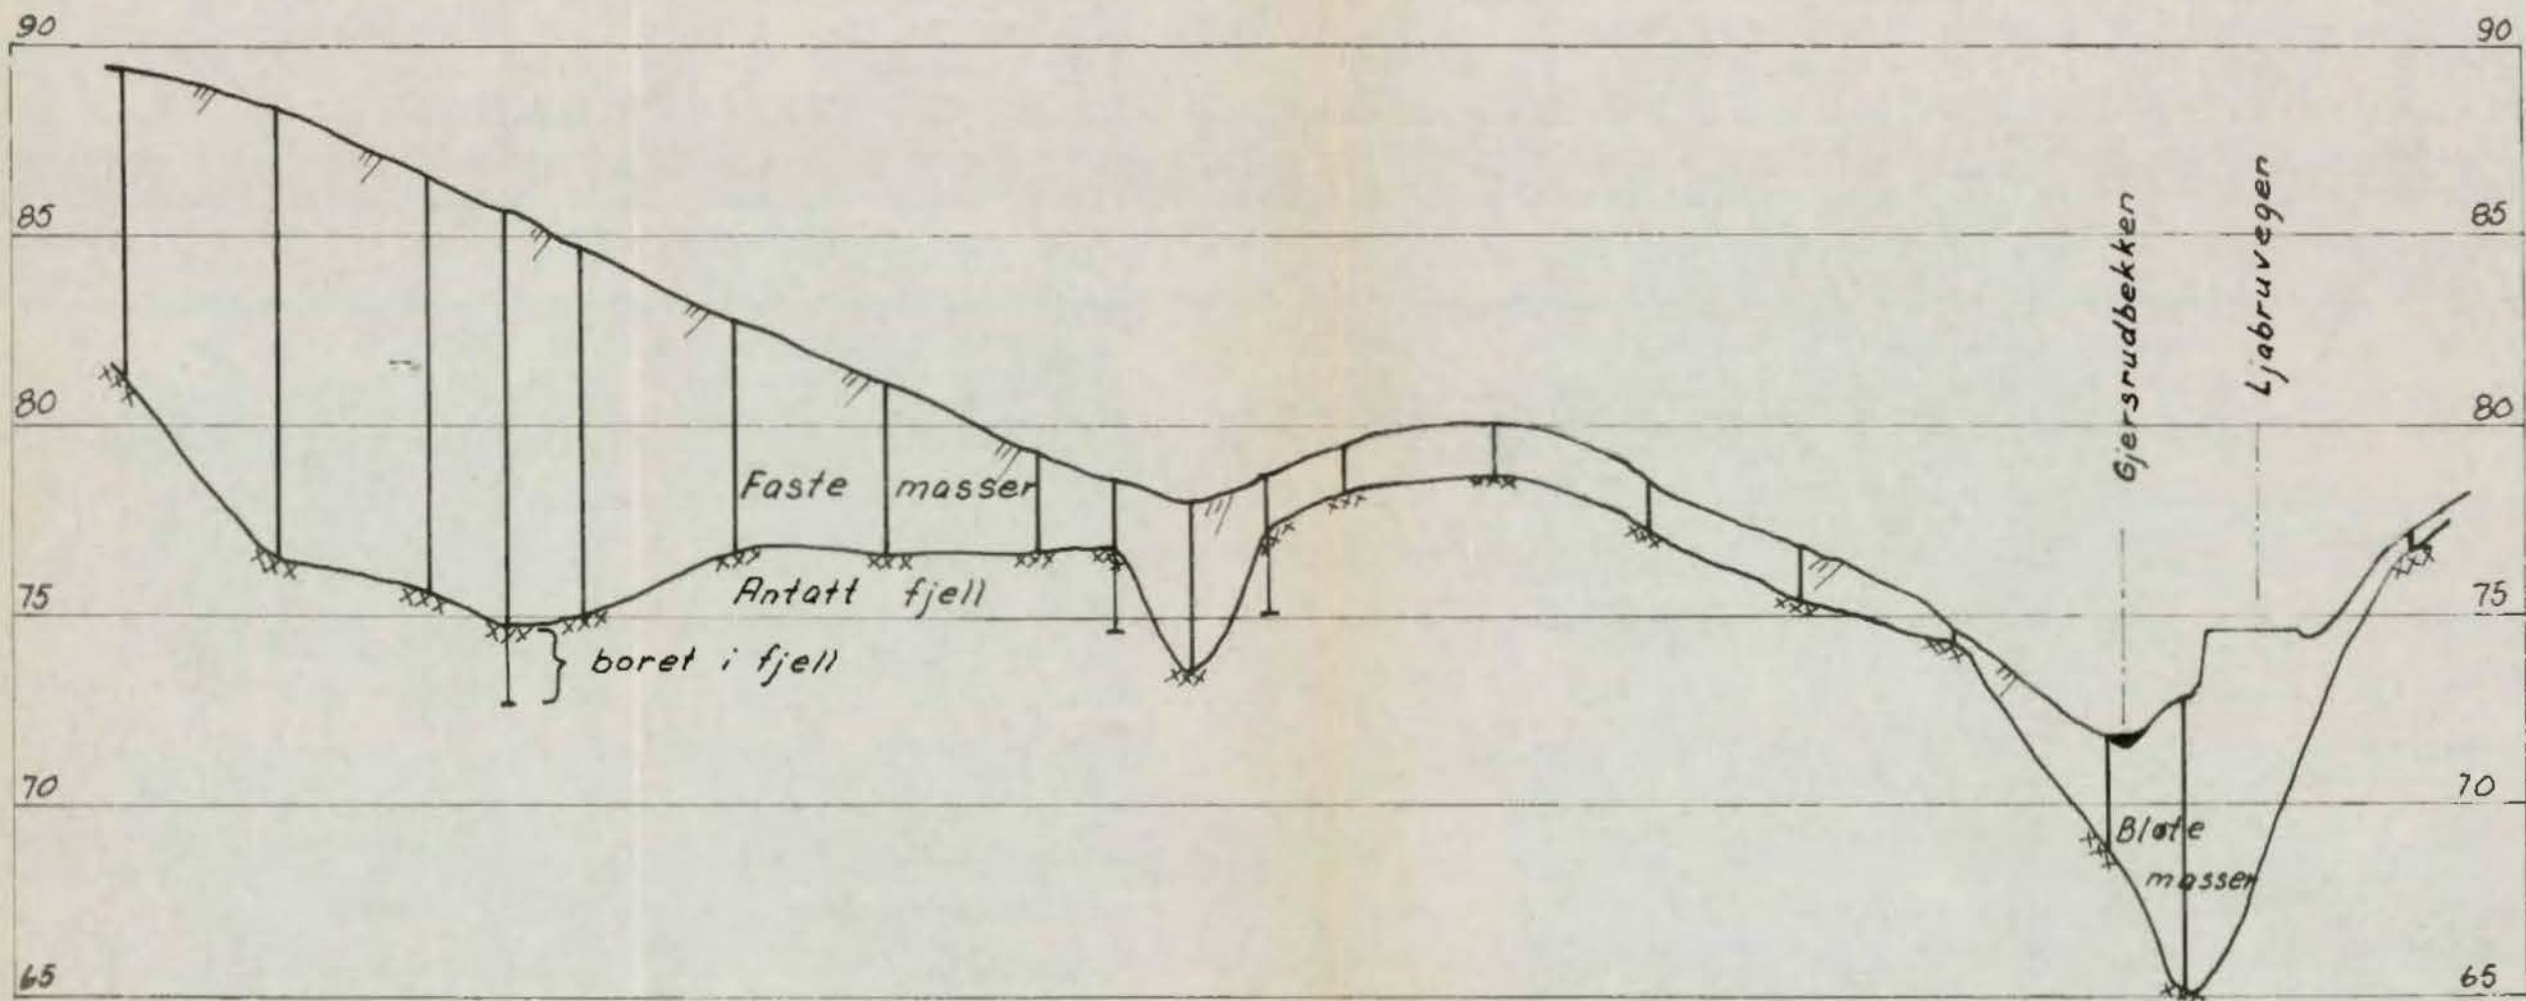 90 90
85 85
80 80
75 75
70 70
65 65
Gjersrudbekken
Ljabruvegen
Faste masser
Antatt fjell
boret i fjell
Bløte
masser